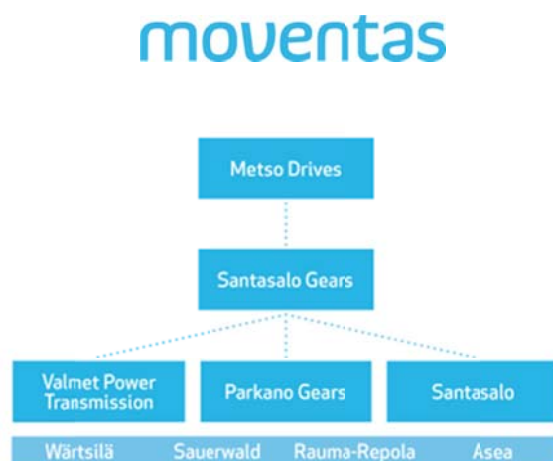 moventas
Metso Drives
Santasalo Gears
Valmet Power
Transmission
Parkano Gears
Santasalo
Wärtsilä Sauerwald Rauma-Repola Asea